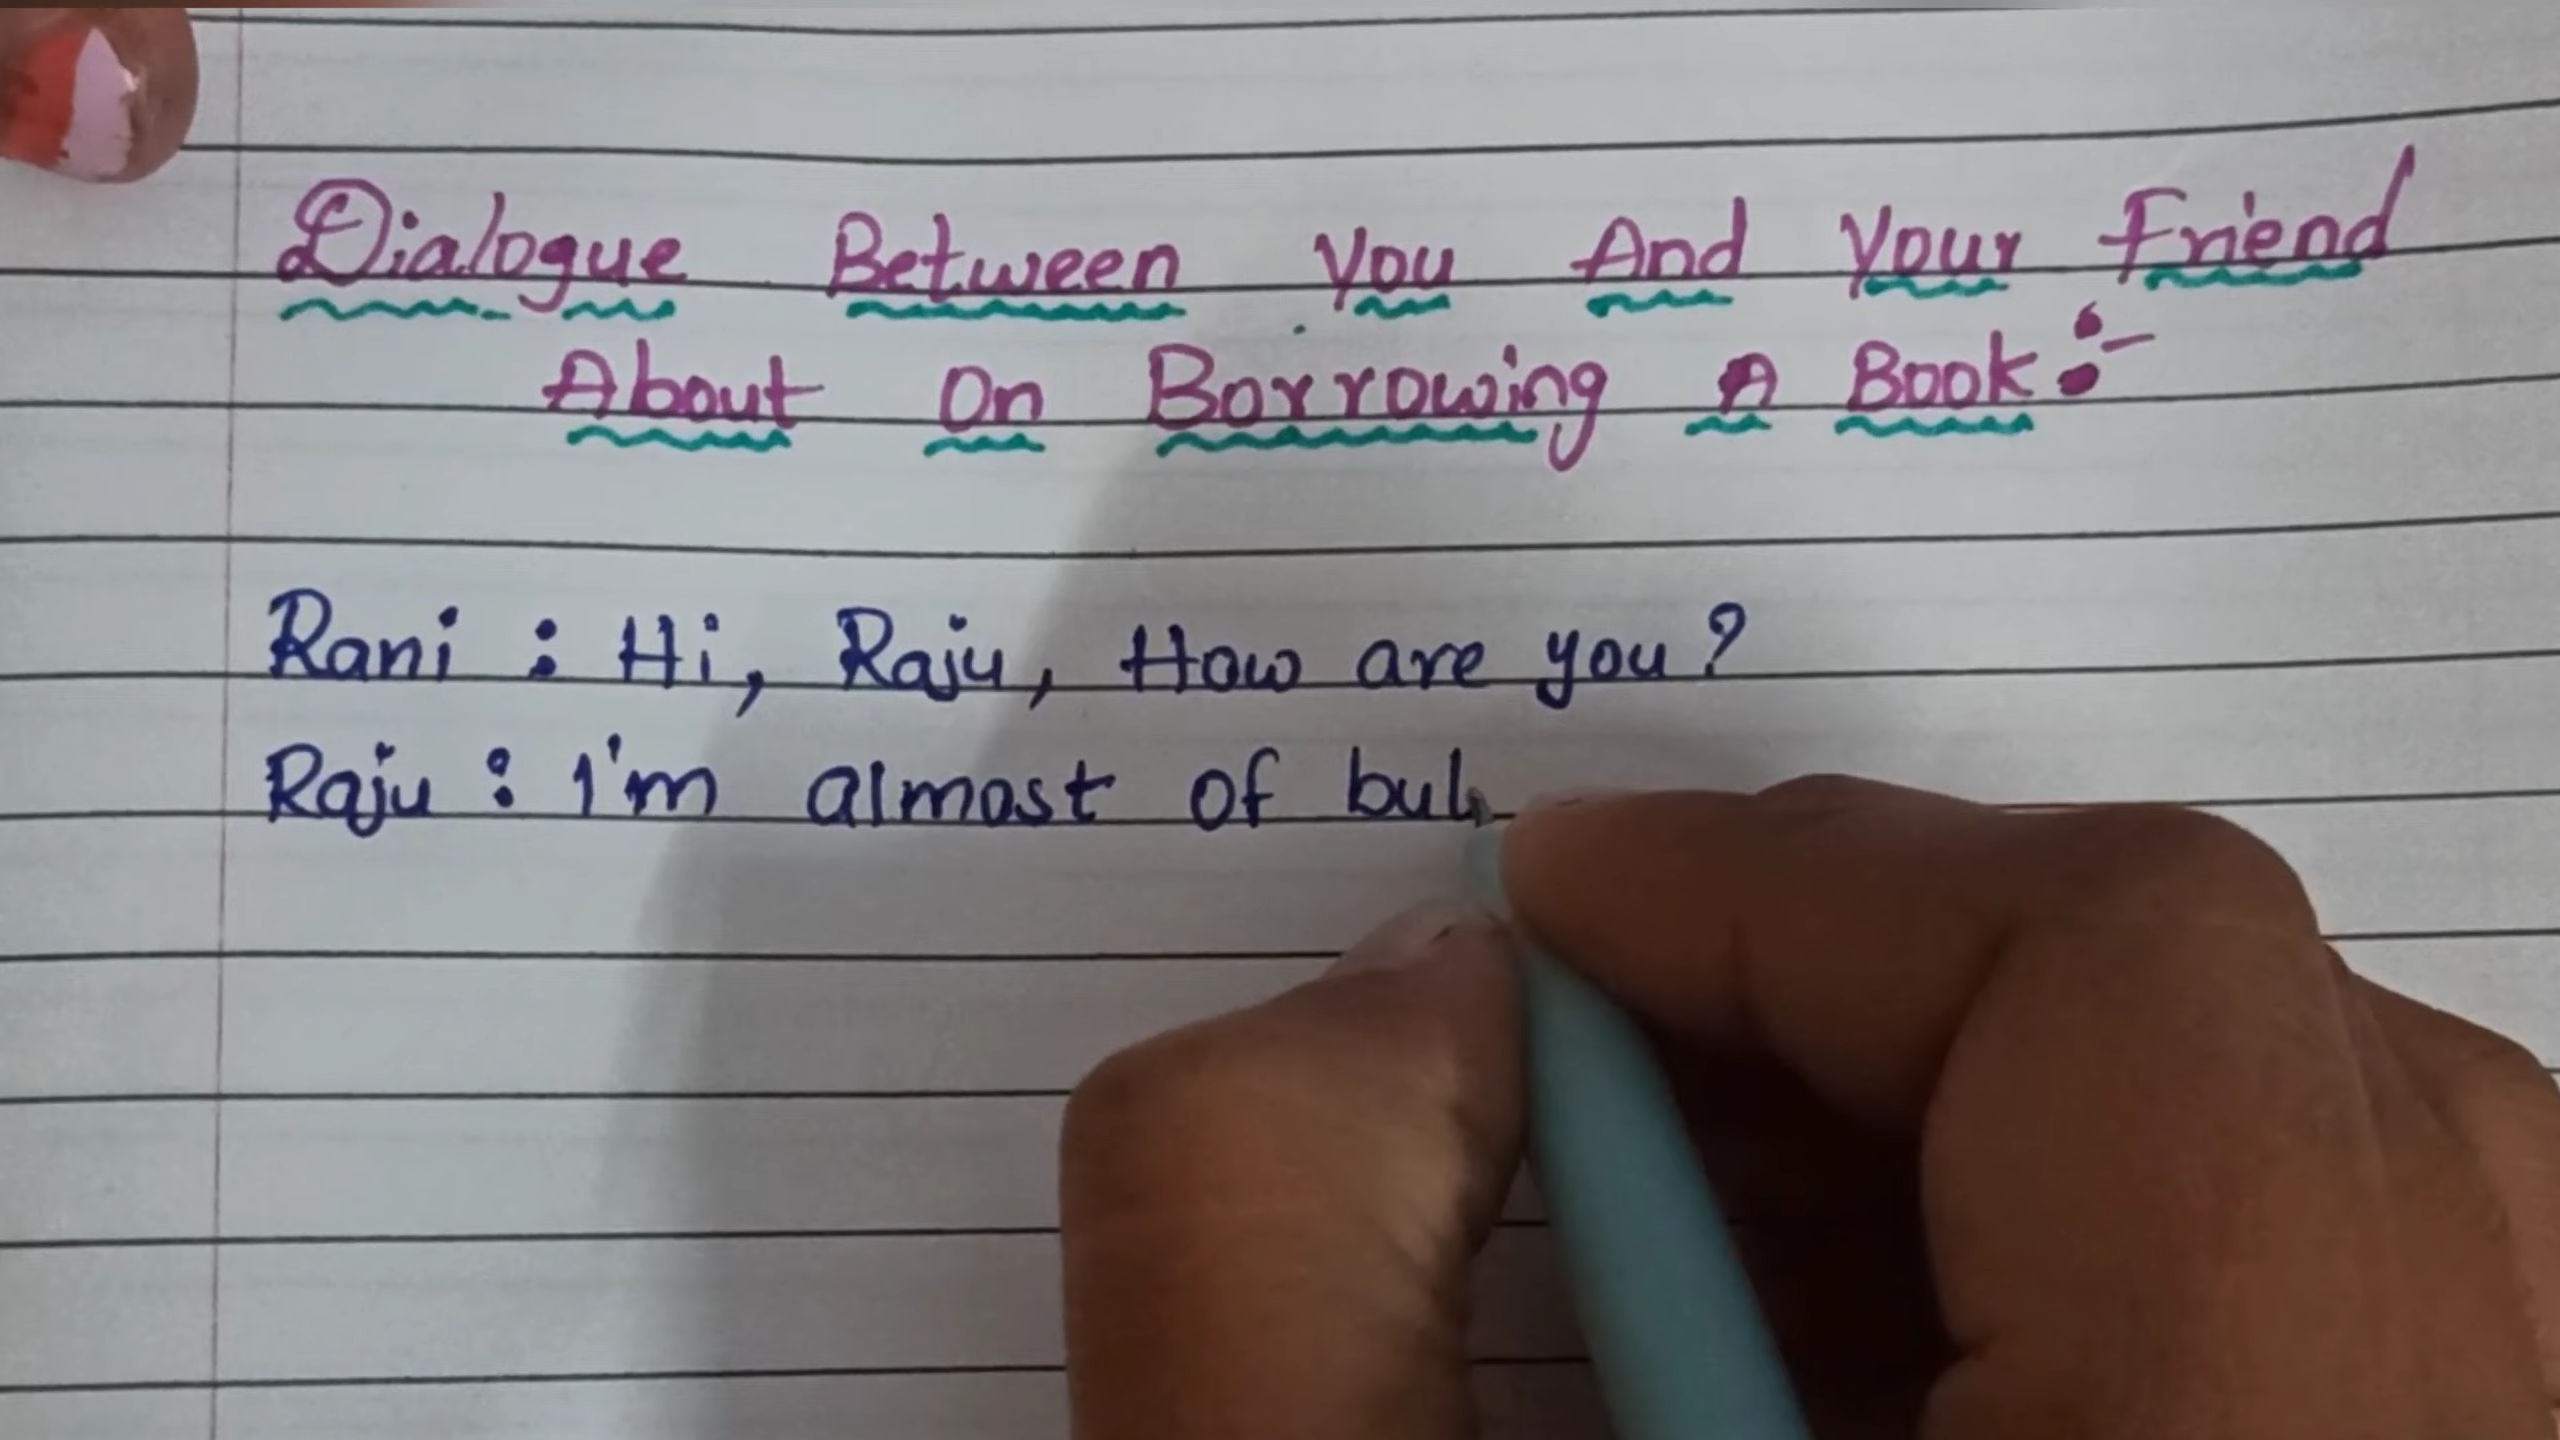 Dialogue Between You And Your Friend
About On Borrowing A Book:-
Rani : Hi, Raju, How are you?
Raju : I'm almost of